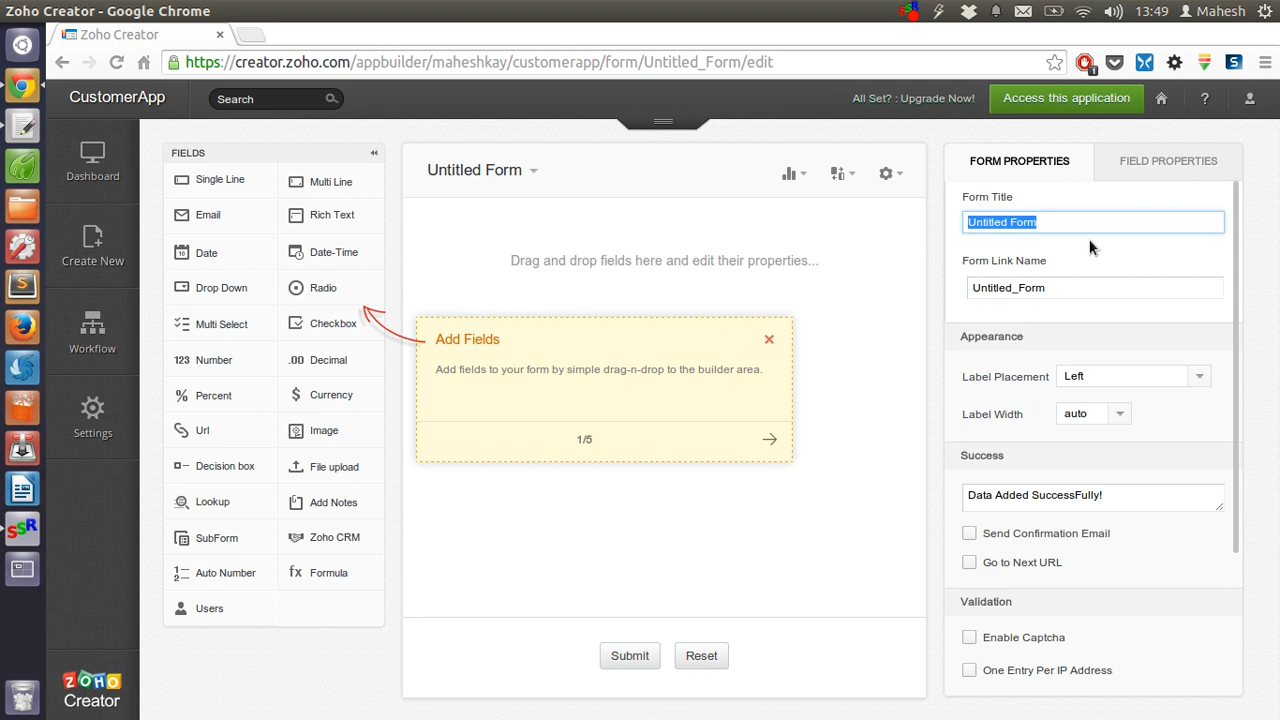 Zoho Creator - Google Chrome
13:49
Mahesh
Zoho Creator
https://creator.zoho.com/appbuilder/maheshkay/customerapp/form/Untitled_Form/edit
1
S
CustomerApp
Search
All Set? : Upgrade Now!
Access this application
?
Dashboard
Create New
Workflow
Settings
ZOHO
Creator
FIELDS
Single Line
Multi Line
Email
Rich Text
Date
Date-Time
Drop Down
Radio
Multi Select
Checkbox
123 Number
.00 Decimal
% Percent
$ Currency
Url
Image
Decision box
File upload
Lookup
Add Notes
SubForm
Zoho CRM
Auto Number
fx Formula
Users
Untitled Form
Drag and drop fields here and edit their properties...
Add Fields
Add fields to your form by simple drag-n-drop to the builder area.
1/5
Submit
Reset
FORM PROPERTIES
FIELD PROPERTIES
Form Title
Untitled Form
Form Link Name
Untitled_Form
Appearance
Label Placement
Left
Label Width
auto
Success
Data Added SuccessFully!
Send Confirmation Email
Go to Next URL
Validation
Enable Captcha
One Entry Per IP Address